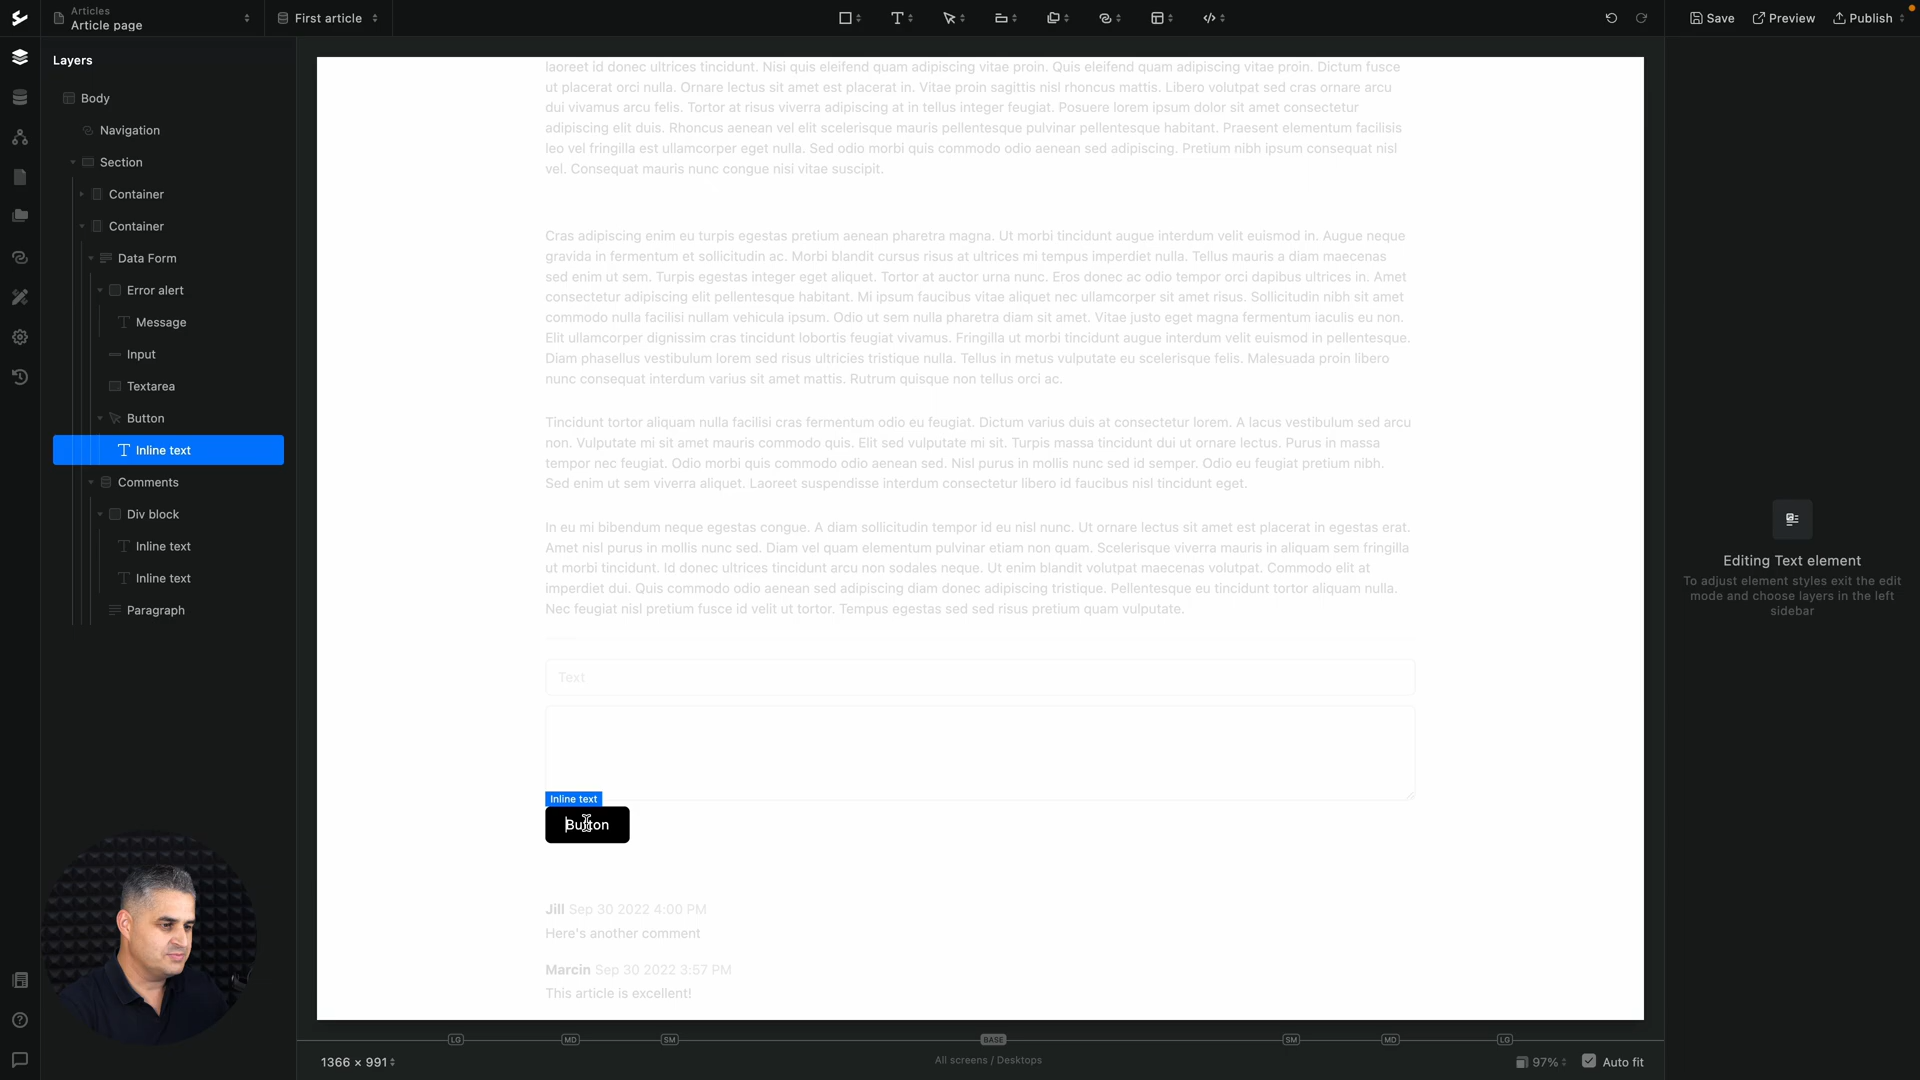 Articles
Article page
First article
Save
Preview
Publish
Layers
Body
Navigation
Section
Container
Container
Data Form
Error alert
Message
Input
Textarea
Button
Inline text
Comments
Div block
Inline text
Inline text
Paragraph
laoreet id donec ultrices tincidunt. Nisi quis eleifend quam adipiscing vitae proin. Quis eleifend quam adipiscing vitae proin. Dictum fusce
ut placerat orci nulla. Ornare lectus sit amet est placerat in. Vitae proin sagittis nisl rhoncus mattis. Libero volutpat sed cras ornare arcu
dui vivamus arcu felis. Tortor at risus viverra adipiscing at in tellus integer feugiat. Posuere lorem ipsum dolor sit amet consectetur
adipiscing elit duis. Rhoncus aenean vel elit scelerisque mauris pellentesque pulvinar pellentesque habitant. Praesent elementum facilisis
leo vel fringilla est ullamcorper eget nulla. Sed odio morbi quis commodo odio aenean sed adipiscing. Pretium nibh ipsum consequat nisl
vel. Consequat mauris nunc congue nisi vitae suscipit.
Cras adipiscing enim eu turpis egestas pretium aenean pharetra magna. Ut morbi tincidunt augue interdum velit euismod in. Augue neque
gravida in fermentum et sollicitudin ac. Morbi blandit cursus risus at ultrices mi tempus imperdiet nulla. Tellus mauris a diam maecenas
sed enim ut sem. Turpis egestas integer eget aliquet. Tortor at auctor urna nunc. Eros donec ac odio tempor orci dapibus ultrices in. Amet
consectetur adipiscing elit pellentesque habitant. Mi ipsum faucibus vitae aliquet nec ullamcorper sit amet risus. Sollicitudin nibh sit amet
commodo nulla facilisi nullam vehicula ipsum. Odio ut sem nulla pharetra diam sit amet. Vitae justo eget magna fermentum iaculis eu non.
Elit ullamcorper dignissim cras tincidunt lobortis feugiat vivamus. Fringilla ut morbi tincidunt augue interdum velit euismod in pellentesque.
Diam phasellus vestibulum lorem sed risus ultricies tristique nulla. Tellus in metus vulputate eu scelerisque felis. Malesuada proin libero
nunc consequat interdum varius sit amet mattis. Rutrum quisque non tellus orci ac.
Tincidunt tortor aliquam nulla facilisi cras fermentum odio eu feugiat. Dictum varius duis at consectetur lorem. A lacus vestibulum sed arcu
non. Vulputate mi sit amet mauris commodo quis. Elit sed vulputate mi sit. Turpis massa tincidunt dui ut ornare lectus. Purus in massa
tempor nec feugiat. Odio morbi quis commodo odio aenean sed. Nisl purus in mollis nunc sed id semper. Odio eu feugiat pretium nibh.
Sed enim ut sem viverra aliquet. Laoreet suspendisse interdum consectetur libero id faucibus nisl tincidunt eget.
In eu mi bibendum neque egestas congue. A diam sollicitudin tempor id eu nisl nunc. Ut ornare lectus sit amet est placerat in egestas erat.
Amet nisl purus in mollis nunc sed. Diam vel quam elementum pulvinar etiam non quam. Scelerisque viverra mauris in aliquam sem fringilla
ut morbi tincidunt. Id donec ultrices tincidunt arcu non sodales neque. Ut enim blandit volutpat maecenas volutpat. Commodo elit at
imperdiet dui. Quis commodo odio aenean sed adipiscing diam donec adipiscing tristique. Pellentesque eu tincidunt tortor aliquam nulla.
Nec feugiat nisl pretium fusce id velit ut tortor. Tempus egestas sed sed risus pretium quam vulputate.
Text
Inline text
Button
Jill Sep 30 2022 4:00 PM
Here's another comment
Marcin Sep 30 2022 3:57 PM
This article is excellent!
Editing Text element
To adjust element styles exit the edit
mode and choose layers in the left
sidebar
LG MD SM BASE SM MD LG
1366 × 991
All screens / Desktops
97%
Auto fit